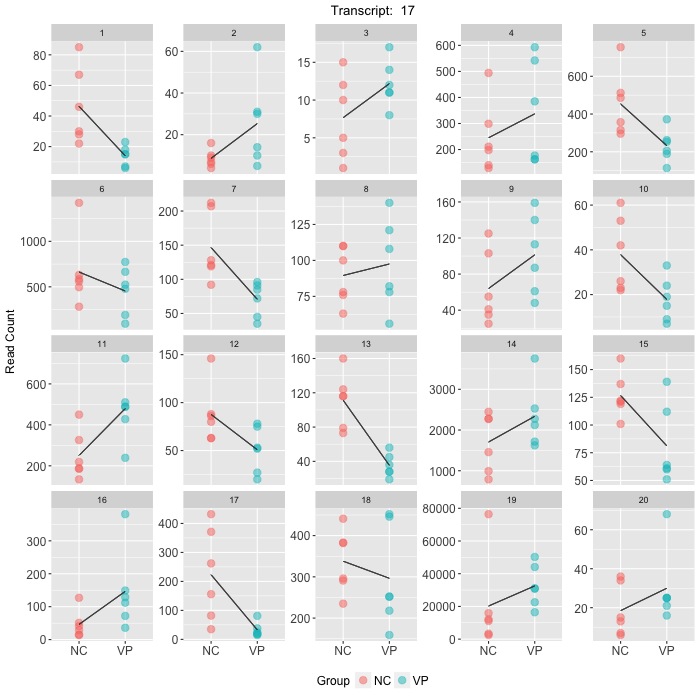 Transcript: 17
1 2 3 4 5
80 60 15 600 600
60 500
40 40 10 400 400
20 20 5 300 200
200
6 7 8 9 10
1000 200 125 160 60
150 120
500 100 100 80 40
50 75 40 20
Read Count
11 12 13 14 15
600 150 160 3000 150
400 100 120 2000 125
200 50 80 1000 100
40 75
50
16 17 18 19 20
300 400 400 80000 60
200 300 300 60000 40
100 200 200 40000 20
0 100 20000
0 0
NC VP NC VP NC VP NC VP NC VP
Group NC VP